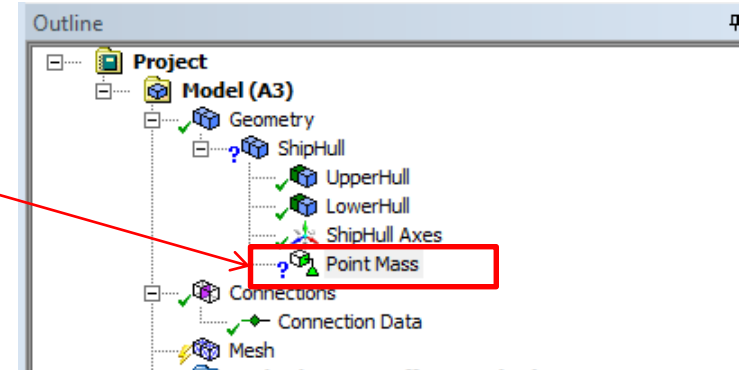 Outline
Project
Model (A3)
Geometry
? ShipHull
UpperHull
LowerHull
ShipHull Axes
? Point Mass
Connections
Connection Data
Mesh